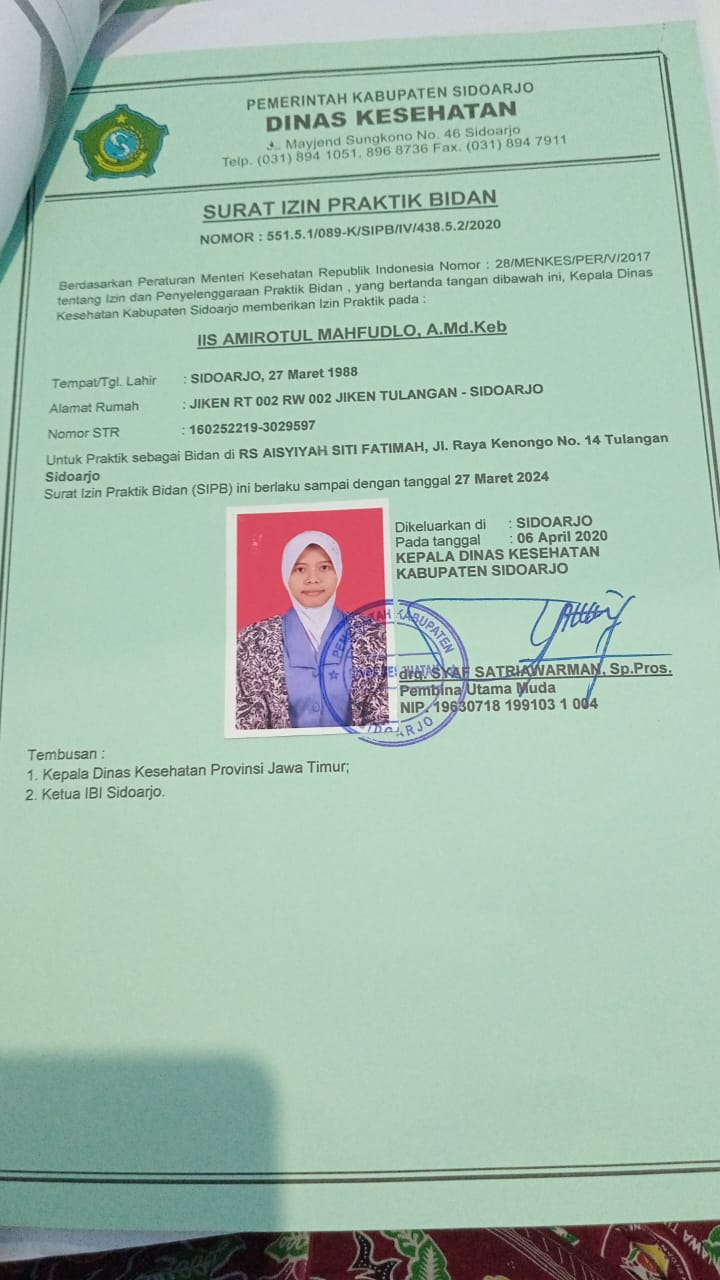 PEMERINTAH KABUPATEN SIDOARJO
DINAS KESEHATAN
JL. Mayjend Sungkono No. 46 Sidoarjo
Telp. (031) 894 1051, 896 8736 Fax. (031) 894 7911
SURAT IZIN PRAKTIK BIDAN
NOMOR : 551.5.1/089-K/SIPB/IV/438.5.2/2020
Berdasarkan Peraturan Menteri Kesehatan Republik Indonesia Nomor : 28/MENKES/PER/V/2017
tentang Izin dan Penyelenggaraan Praktik Bidan , yang bertanda tangan dibawah ini, Kepala Dinas
Kesehatan Kabupaten Sidoarjo memberikan Izin Praktik pada :
IIS AMIROTUL MAHFUDLO, A.Md.Keb
Tempat/Tgl. Lahir : SIDOARJO, 27 Maret 1988
Alamat Rumah : JIKEN RT 002 RW 002 JIKEN TULANGAN - SIDOARJO
Nomor STR : 160252219-3029597
Untuk Praktik sebagai Bidan di RS AISYIYAH SITI FATIMAH, Jl. Raya Kenongo No. 14 Tulangan
Sidoarjo
Surat Izin Praktik Bidan (SIPB) ini berlaku sampai dengan tanggal 27 Maret 2024
Dikeluarkan di : SIDOARJO
Pada tanggal : 06 April 2020
KEPALA DINAS KESEHATAN
KABUPATEN SIDOARJO
drg. SYAF SATRIAWARMAN, Sp.Pros.
Pembina Utama Muda
NIP. 19630718 199103 1 004
Tembusan :
1. Kepala Dinas Kesehatan Provinsi Jawa Timur;
2. Ketua IBI Sidoarjo.